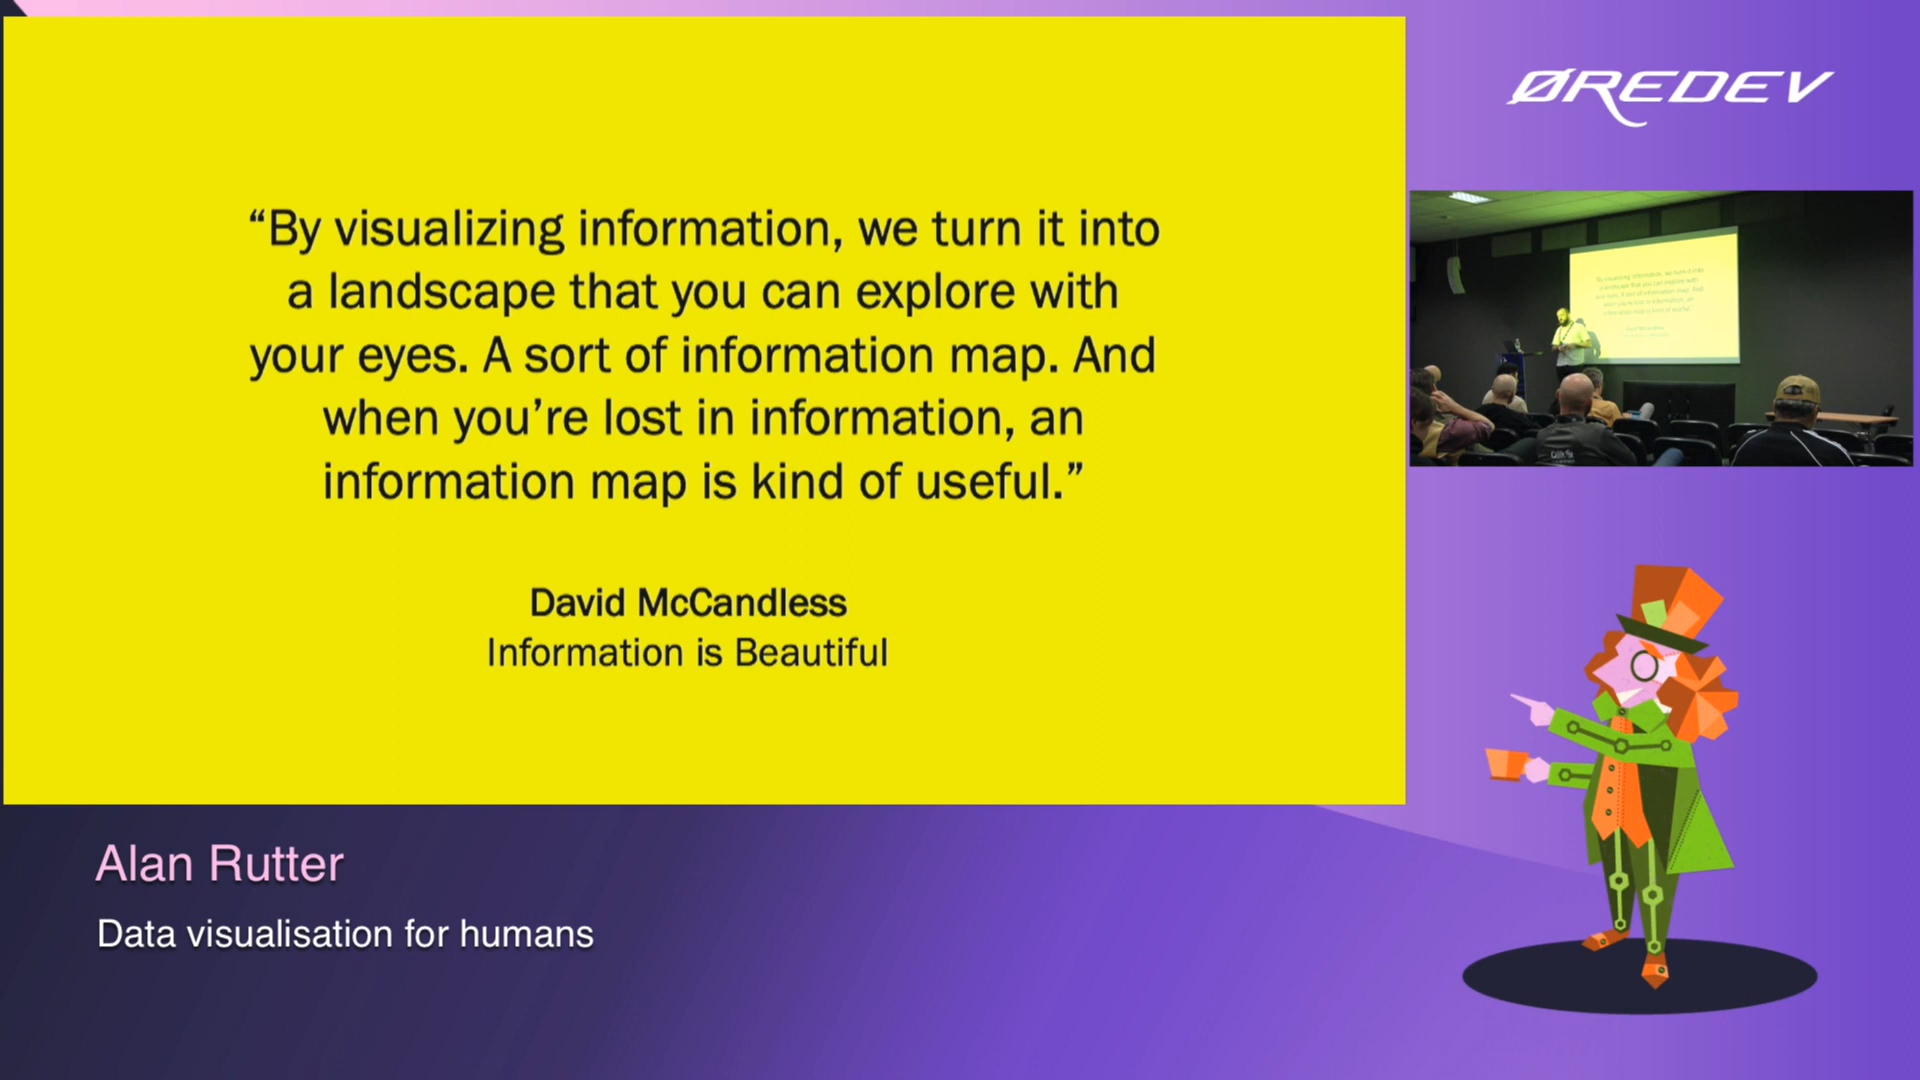 “By visualizing information, we turn it into
a landscape that you can explore with
your eyes. A sort of information map. And
when you’re lost in information, an
information map is kind of useful.”
David McCandless
Information is Beautiful
ØREDEV
Alan Rutter
Data visualisation for humans